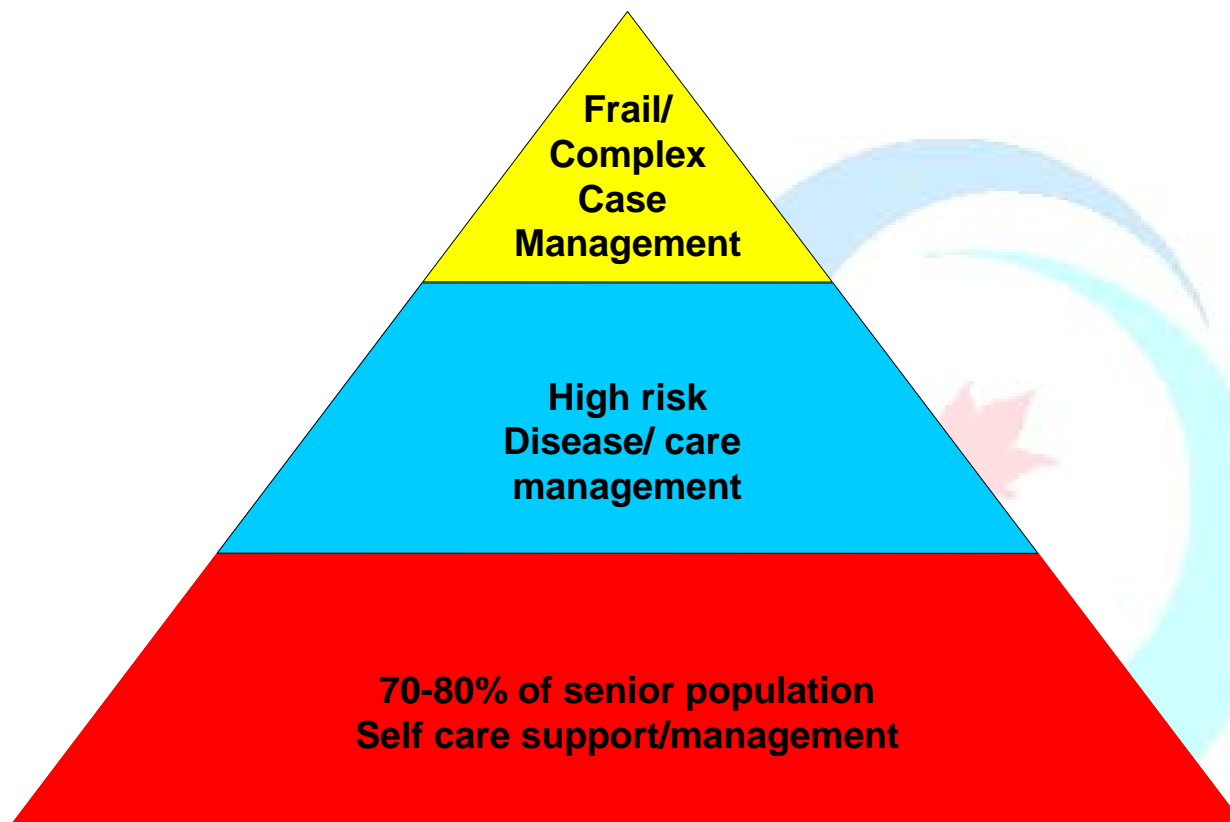 Frail/
Complex
Case
Management
High risk
Disease/ care
management
70-80% of senior population
Self care support/management